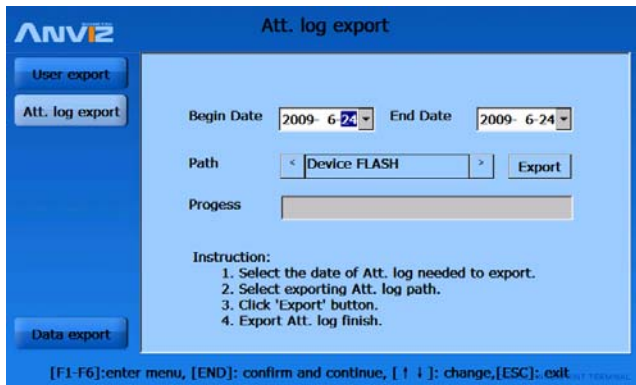 ANVIZ
Att. log export
User export
Att. log export
Begin Date 2009- 6-24 End Date 2009- 6-24
Path < Device FLASH > Export
Progess
Instruction:
1. Select the date of Att. log needed to export.
2. Select exporting Att. log path.
3. Click 'Export' button.
4. Export Att. log finish.
Data export
[F1-F6]:enter menu, [END]: confirm and continue, [↑↓]: change,[ESC]: exit